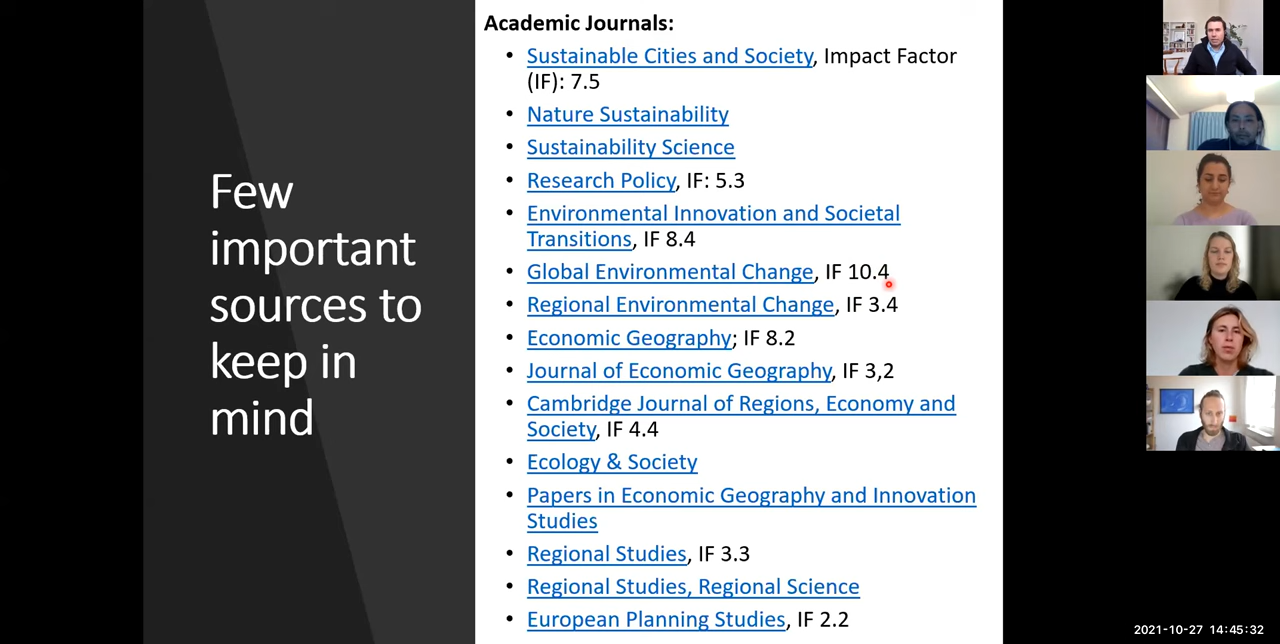 Few
important
sources to
keep in
mind
Academic Journals:
• Sustainable Cities and Society, Impact Factor
(IF): 7.5
• Nature Sustainability
• Sustainability Science
• Research Policy, IF: 5.3
• Environmental Innovation and Societal
Transitions, IF 8.4
• Global Environmental Change, IF 10.4
• Regional Environmental Change, IF 3.4
• Economic Geography; IF 8.2
• Journal of Economic Geography, IF 3,2
• Cambridge Journal of Regions, Economy and
Society, IF 4.4
• Ecology & Society
• Papers in Economic Geography and Innovation
Studies
• Regional Studies, IF 3.3
• Regional Studies, Regional Science
• European Planning Studies, IF 2.2
2021-10-27 14:45:32